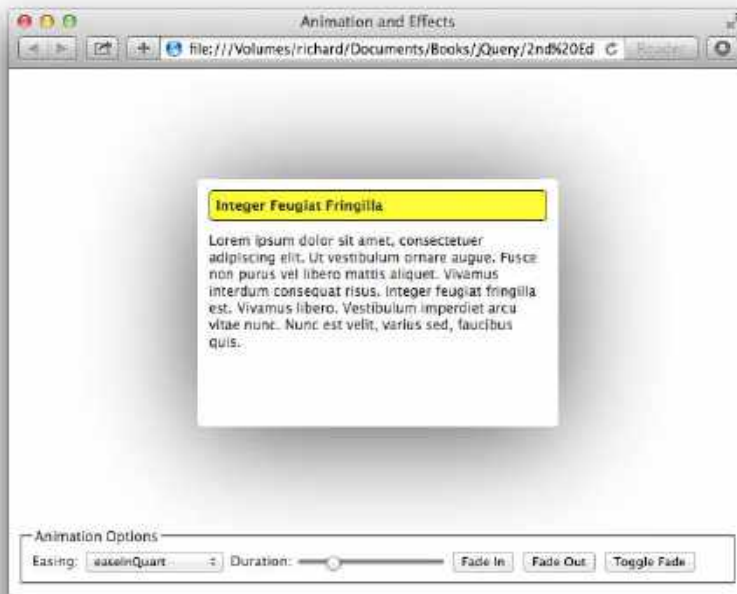 Animation and Effects
file:///Volumes/richard/Documents/Books/jQuery/2nd%20Ed
Reader
Integer Feugiat Fringilla
Lorem ipsum dolor sit amet, consectetuer
adipiscing elit. Ut vestibulum ornare augue. Fusce
non purus vel libero mattis aliquet. Vivamus
interdum consequat risus. Integer feugiat fringilla
est. Vivamus libero. Vestibulum imperdiet arcu
vitae nunc. Nunc est velit, varius sed, faucibus
quis.
Animation Options
Easing: easeInQuart Duration: Fade In Fade Out Toggle Fade